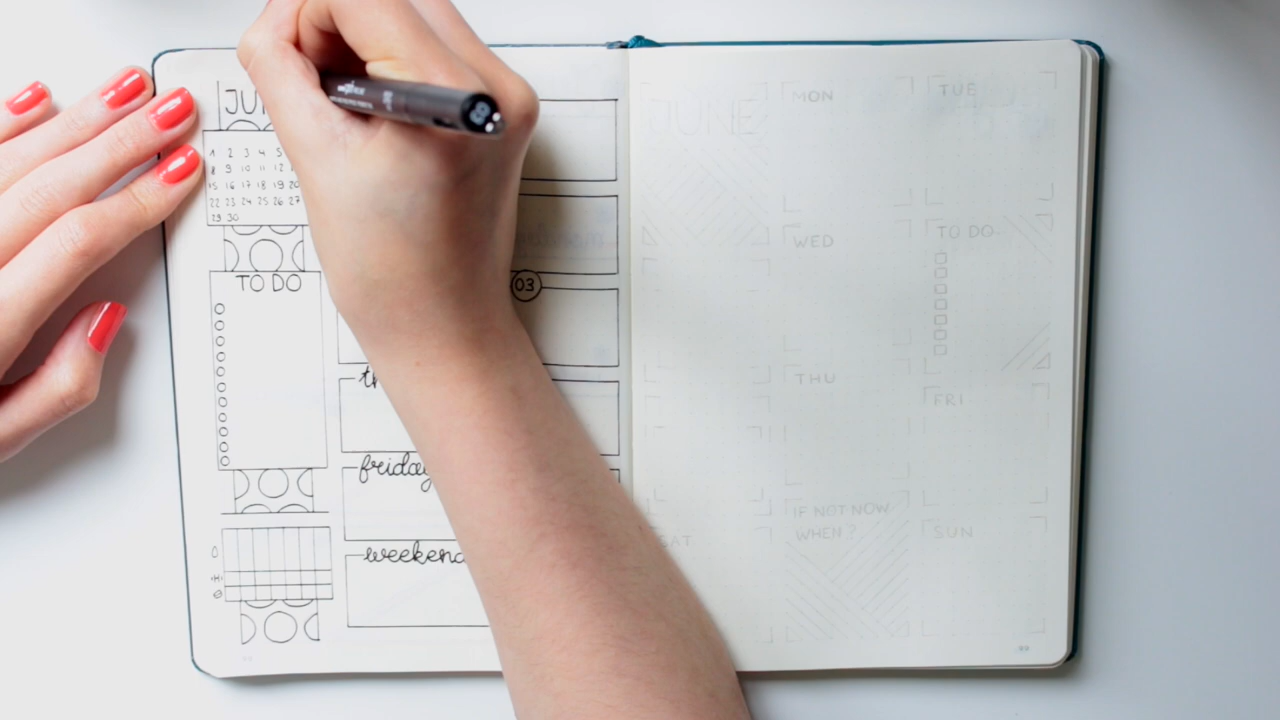 JUN
1 2 3 4 5
8 9 10 11 12
15 16 17 18 19 20
22 23 24 25 26 27
29 30
TO DO
03
friday
weekend
JUNE
MON
TUE
WED
TO DO
THU
FRI
SAT
IF NOT NOW
WHEN?
SUN